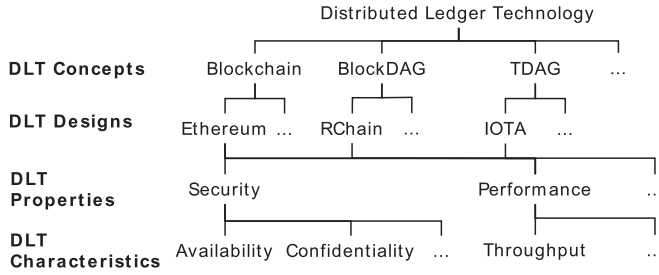 Distributed Ledger Technology
DLT Concepts Blockchain BlockDAG TDAG ...
DLT Designs Ethereum ... RChain ... IOTA ...
DLT
Properties Security Performance ..
DLT
Characteristics Availability Confidentiality ... Throughput ..